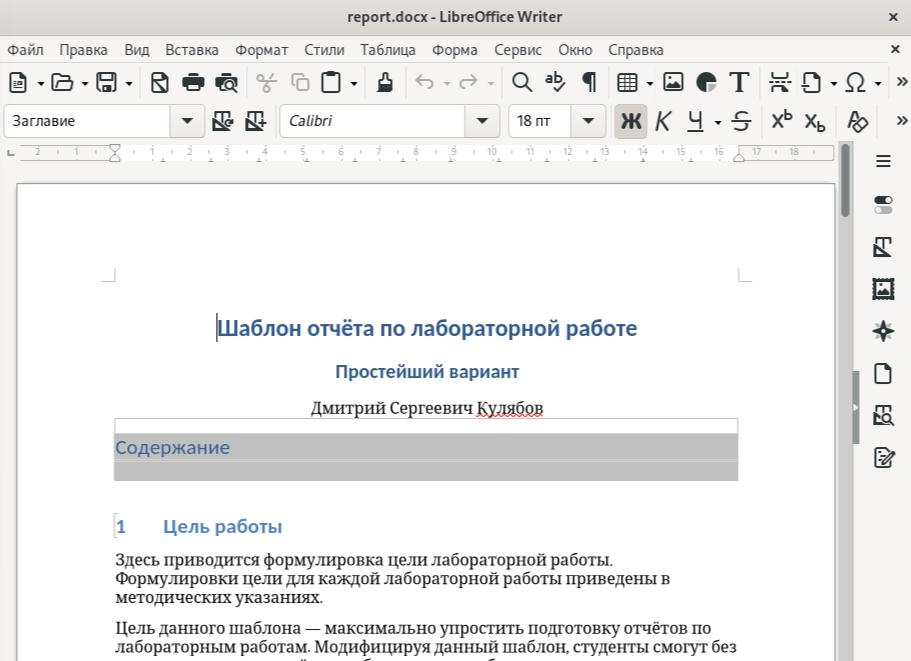 report.docx - LibreOffice Writer
Файл Правка Вид Вставка Формат Стили Таблица Форма Сервис Окно Справка
Заглавие Calibri 18 пт Ж К Ч
2 1 1 2 3 4 5 6 7 8 9 10 11 12 13 14 15 16 17 18
Шаблон отчёта по лабораторной работе
Простейший вариант
Дмитрий Сергеевич Кулябов
Содержание
1 Цель работы
Здесь приводится формулировка цели лабораторной работы.
Формулировки цели для каждой лабораторной работы приведены в
методических указаниях.
Цель данного шаблона — максимально упростить подготовку отчётов по
лабораторным работам. Модифицируя данный шаблон, студенты смогут без